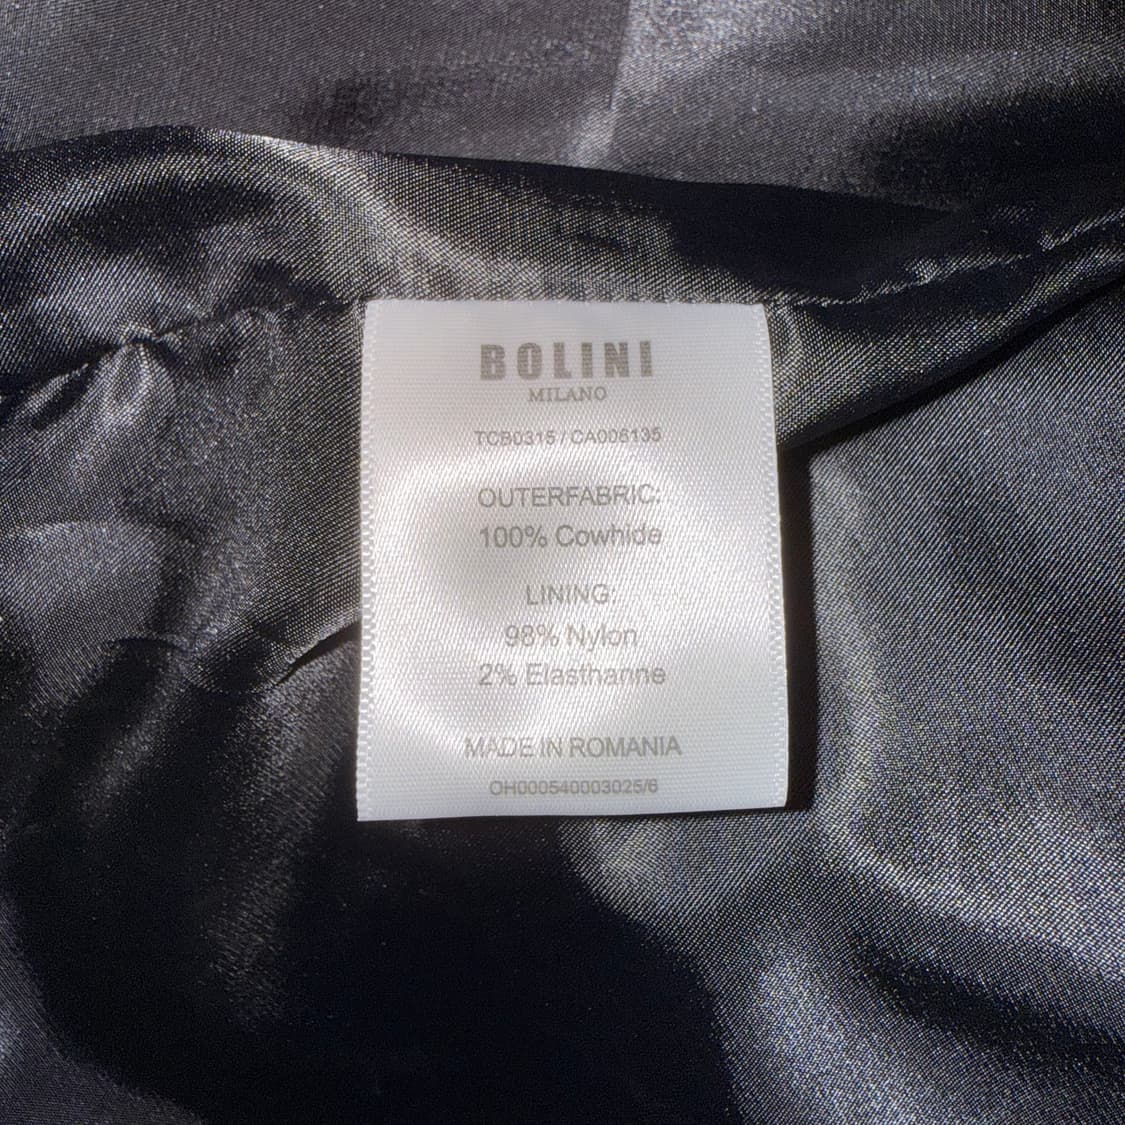 BOLINI
MILANO
TCB0315 / CA006135
OUTERFABRIC:
100% Cowhide
LINING:
98% Nylon
2% Elasthanne
MADE IN ROMANIA
OH000540003025/6